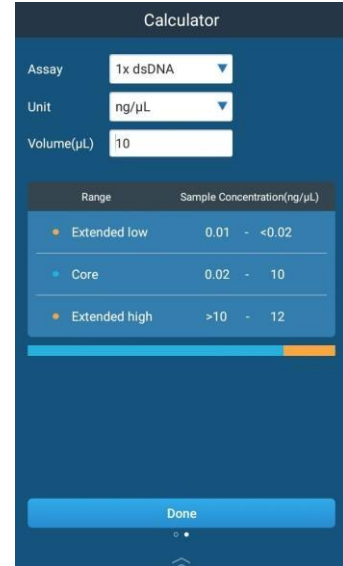 Calculator
Assay 1x dsDNA
Unit ng/µL
Volume(µL) 10
Range Sample Concentration(ng/µL)
Extended low 0.01 - <0.02
Core 0.02 - 10
Extended high >10 - 12
Done